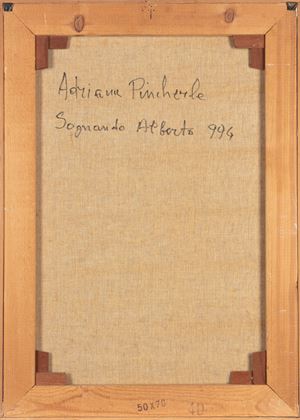 Adriana Pincherle
Sognando Alberto 994
50X70